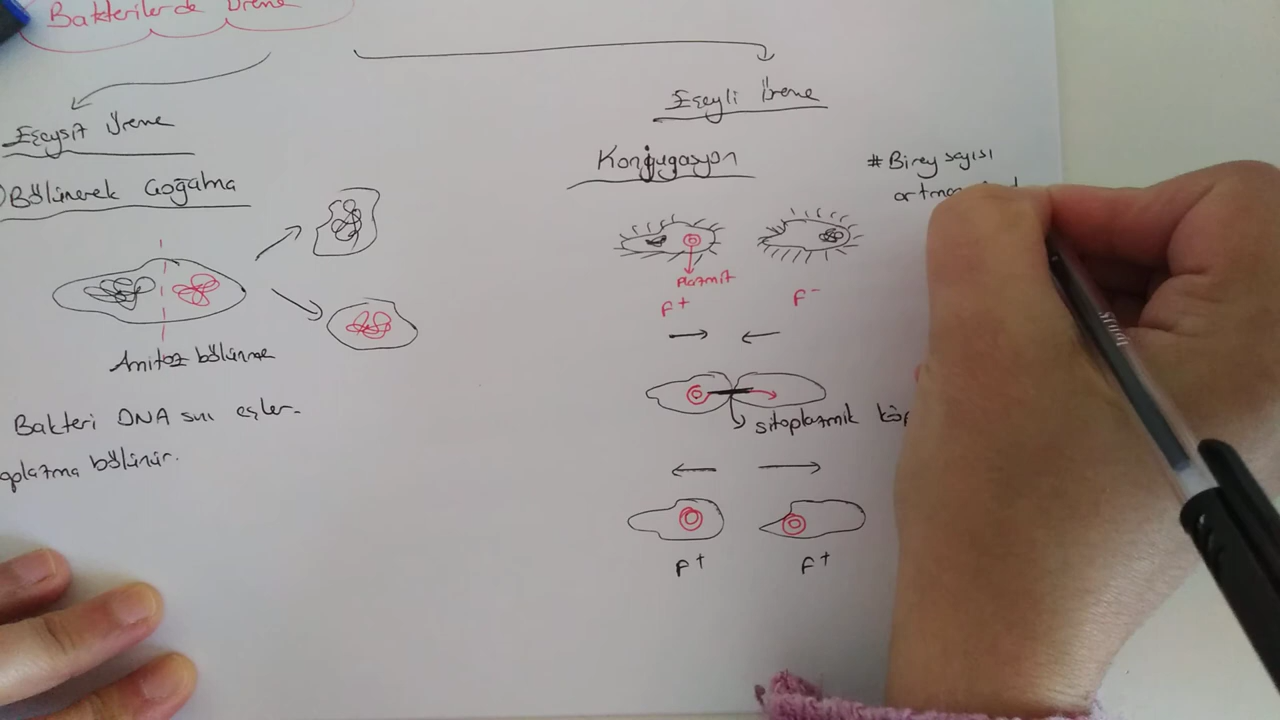 Bakterilerde Üreme
Eşeysiz Üreme
Bölünerek Çoğalma
Amitoz bölünme
Bakteri DNA sını eşler.
bölünür.
Eşeyli Üreme
Konjugasyon
Plazmit
F+
F-
sitoplazmik
F+
F+
# Birey sayısı